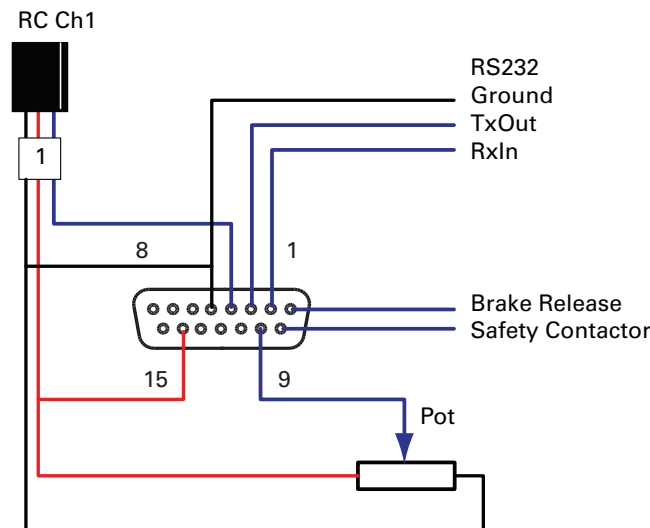 RC Ch1
RS232
Ground
TxOut
RxIn
1
8
1
Brake Release
Safety Contactor
15
9
Pot